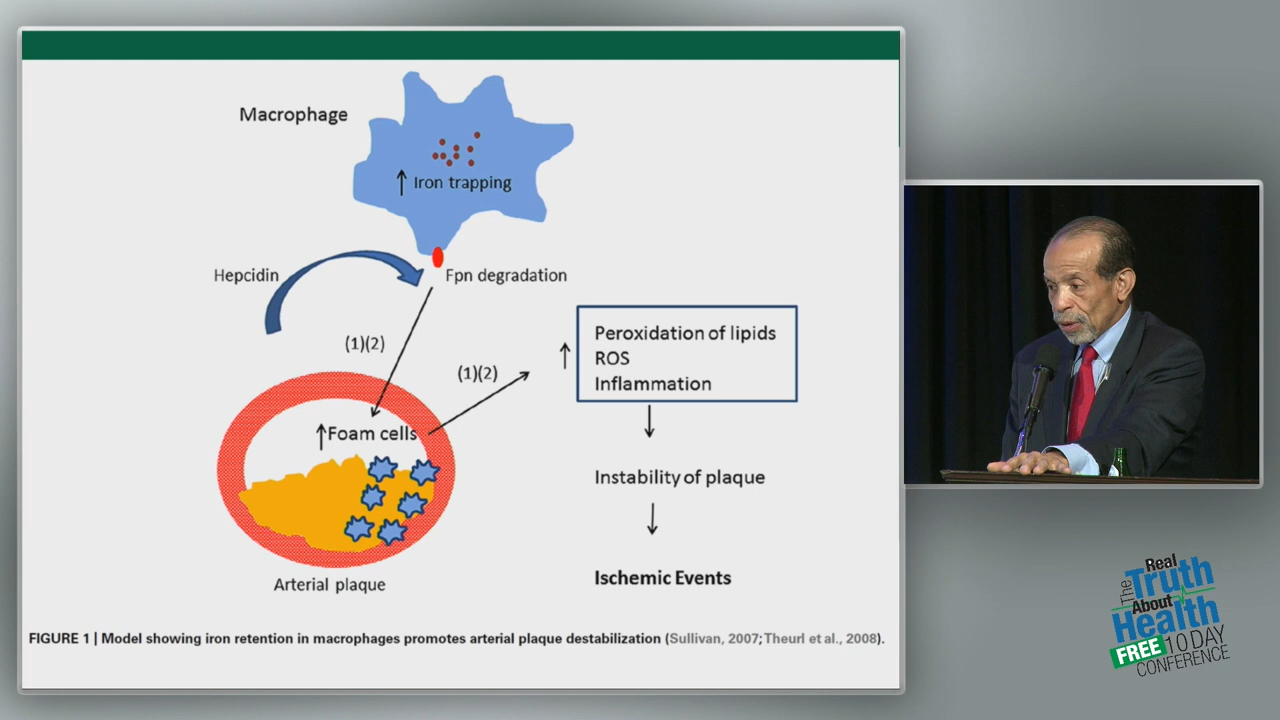 Macrophage
↑ Iron trapping
Hepcidin
Fpn degradation
(1)(2)
(1)(2)
↑
Peroxidation of lipids
ROS
Inflammation
↑Foam cells
Instability of plaque
Arterial plaque
Ischemic Events
FIGURE 1 | Model showing iron retention in macrophages promotes arterial plaque destabilization (Sullivan, 2007; Theurl et al., 2008).
The Real
Truth
About
Health
FREE 10 DAY
CONFERENCE